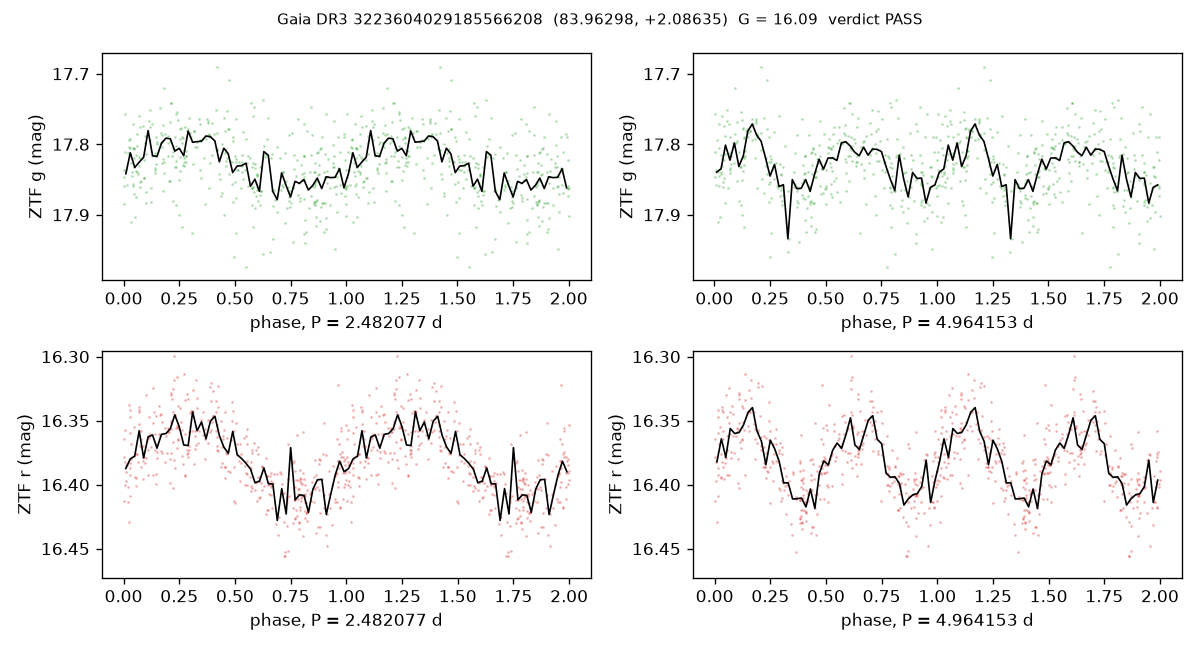 Gaia DR3 3223604029185566208 (83.96298, +2.08635) G = 16.09 verdict PASS
ZTF g (mag)
17.7
17.8
17.9
0.00 0.25 0.50 0.75 1.00 1.25 1.50 1.75 2.00
phase, P = 2.482077 d
ZTF g (mag)
17.7
17.8
17.9
0.00 0.25 0.50 0.75 1.00 1.25 1.50 1.75 2.00
phase, P = 4.964153 d
ZTF r (mag)
16.30
16.35
16.40
16.45
0.00 0.25 0.50 0.75 1.00 1.25 1.50 1.75 2.00
phase, P = 2.482077 d
ZTF r (mag)
16.30
16.35
16.40
16.45
0.00 0.25 0.50 0.75 1.00 1.25 1.50 1.75 2.00
phase, P = 4.964153 d